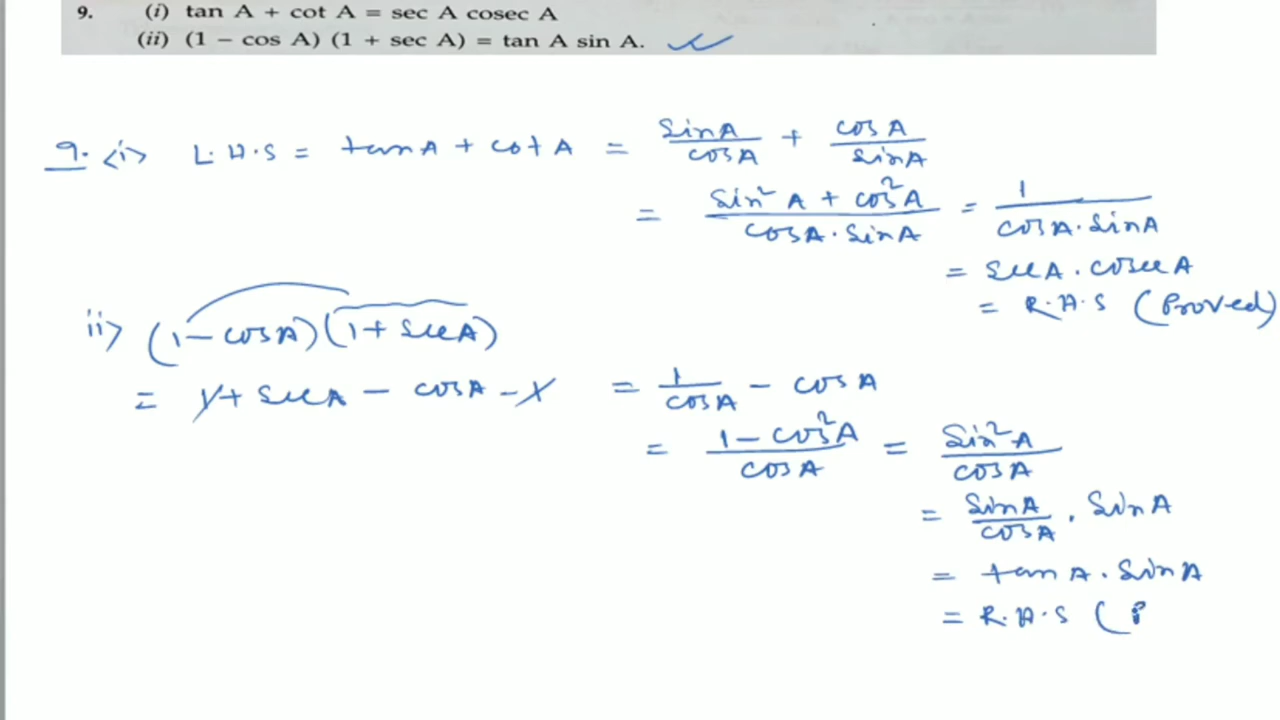 9. (i) tan A + cot A = sec A cosec A
(ii) (1 − cos A) (1 + sec A) = tan A sin A.
9. <i> L.H.S = tanA + cotA = sinA/cosA + cosA/sinA
= sin²A + cos²A/cosA·sinA = 1/cosA·sinA
= secA·cosecA
= R.H.S (Proved)
ii> (1−cosA)(1+secA)
= 1 + secA − cosA − 1 = 1/cosA − cosA
= 1−cos²A/cosA = sin²A/cosA
= sinA/cosA · sinA
= tanA·sinA
= R.H.S (P